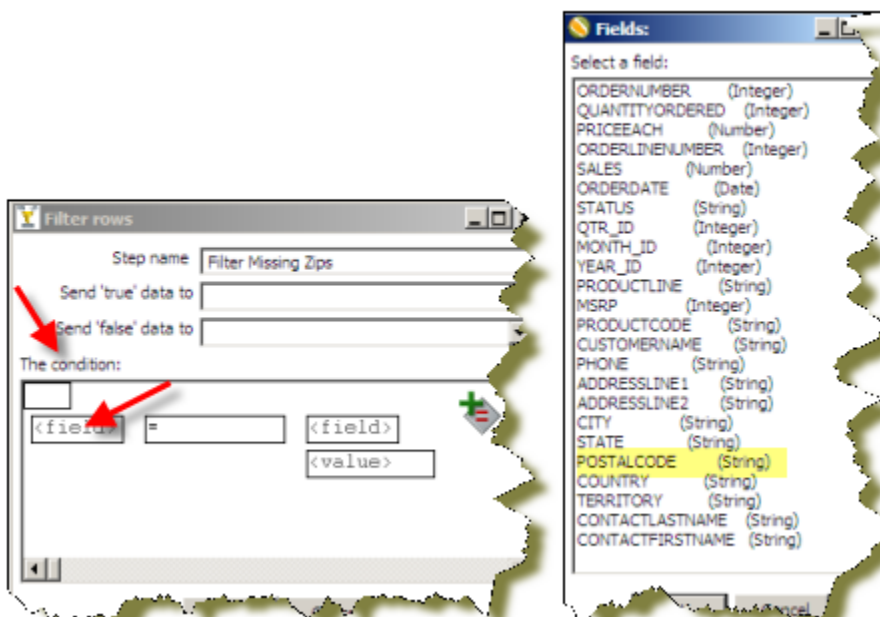 Filter rows
Step name Filter Missing Zips
Send 'true' data to
Send 'false' data to
The condition:
<field> = <field>
<value>
Fields:
Select a field:
ORDERNUMBER (Integer)
QUANTITYORDERED (Integer)
PRICEEACH (Number)
ORDERLINENUMBER (Integer)
SALES (Number)
ORDERDATE (Date)
STATUS (String)
QTR_ID (Integer)
MONTH_ID (Integer)
YEAR_ID (Integer)
PRODUCTLINE (String)
MSRP (Integer)
PRODUCTCODE (String)
CUSTOMERNAME (String)
PHONE (String)
ADDRESSLINE1 (String)
ADDRESSLINE2 (String)
CITY (String)
STATE (String)
POSTALCODE (String)
COUNTRY (String)
TERRITORY (String)
CONTACTLASTNAME (String)
CONTACTFIRSTNAME (String)
Cancel